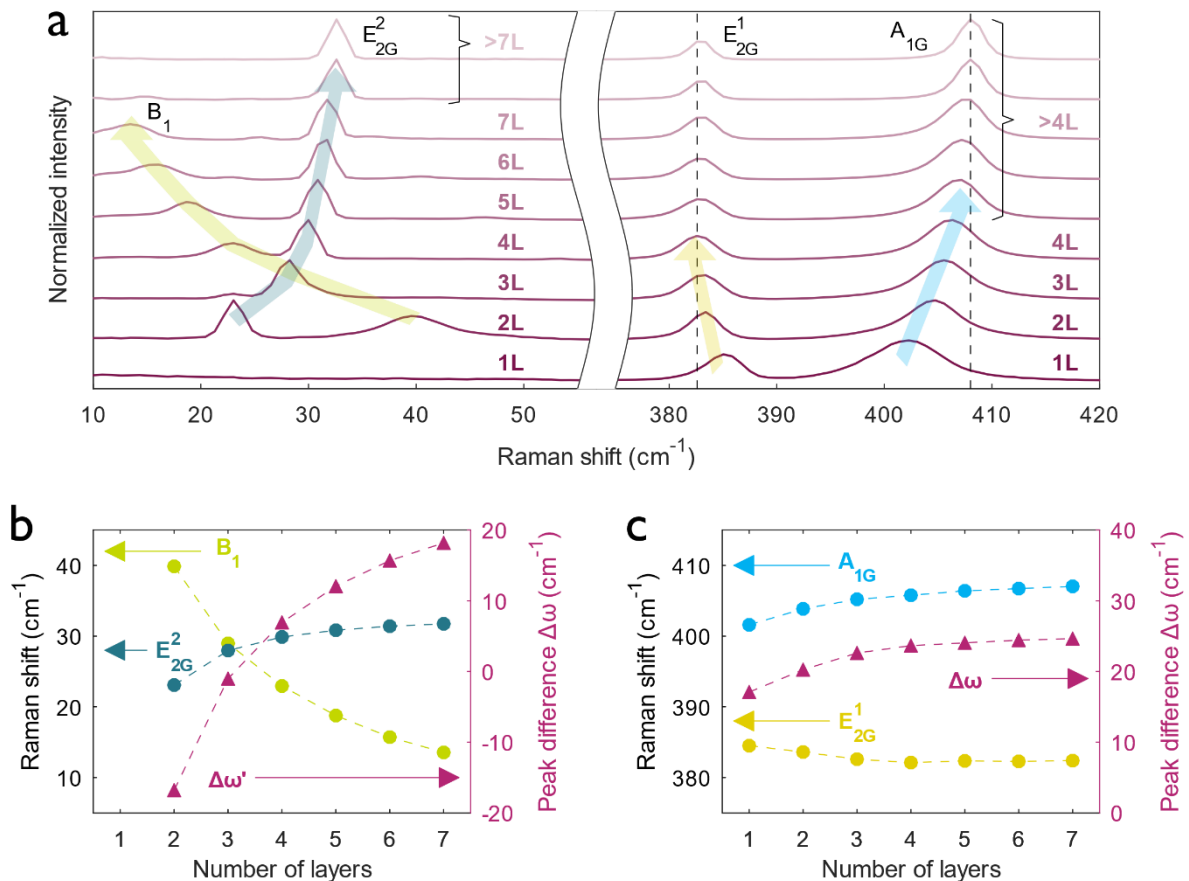 a
E²₂G
>7L
E¹₂G
A₁G
B₁
7L
>4L
6L
5L
4L
4L
3L
3L
2L
2L
1L
1L
Normalized intensity
10 20 30 40 50 380 390 400 410 420
Raman shift (cm⁻¹)
b
B₁
E²₂G
Δω'
40
30
20
10
20
10
0
-10
-20
Raman shift (cm⁻¹)
Peak difference Δω (cm⁻¹)
1 2 3 4 5 6 7
Number of layers
c
A₁G
Δω
E¹₂G
410
400
390
380
40
30
20
10
0
Raman shift (cm⁻¹)
Peak difference Δω (cm⁻¹)
1 2 3 4 5 6 7
Number of layers